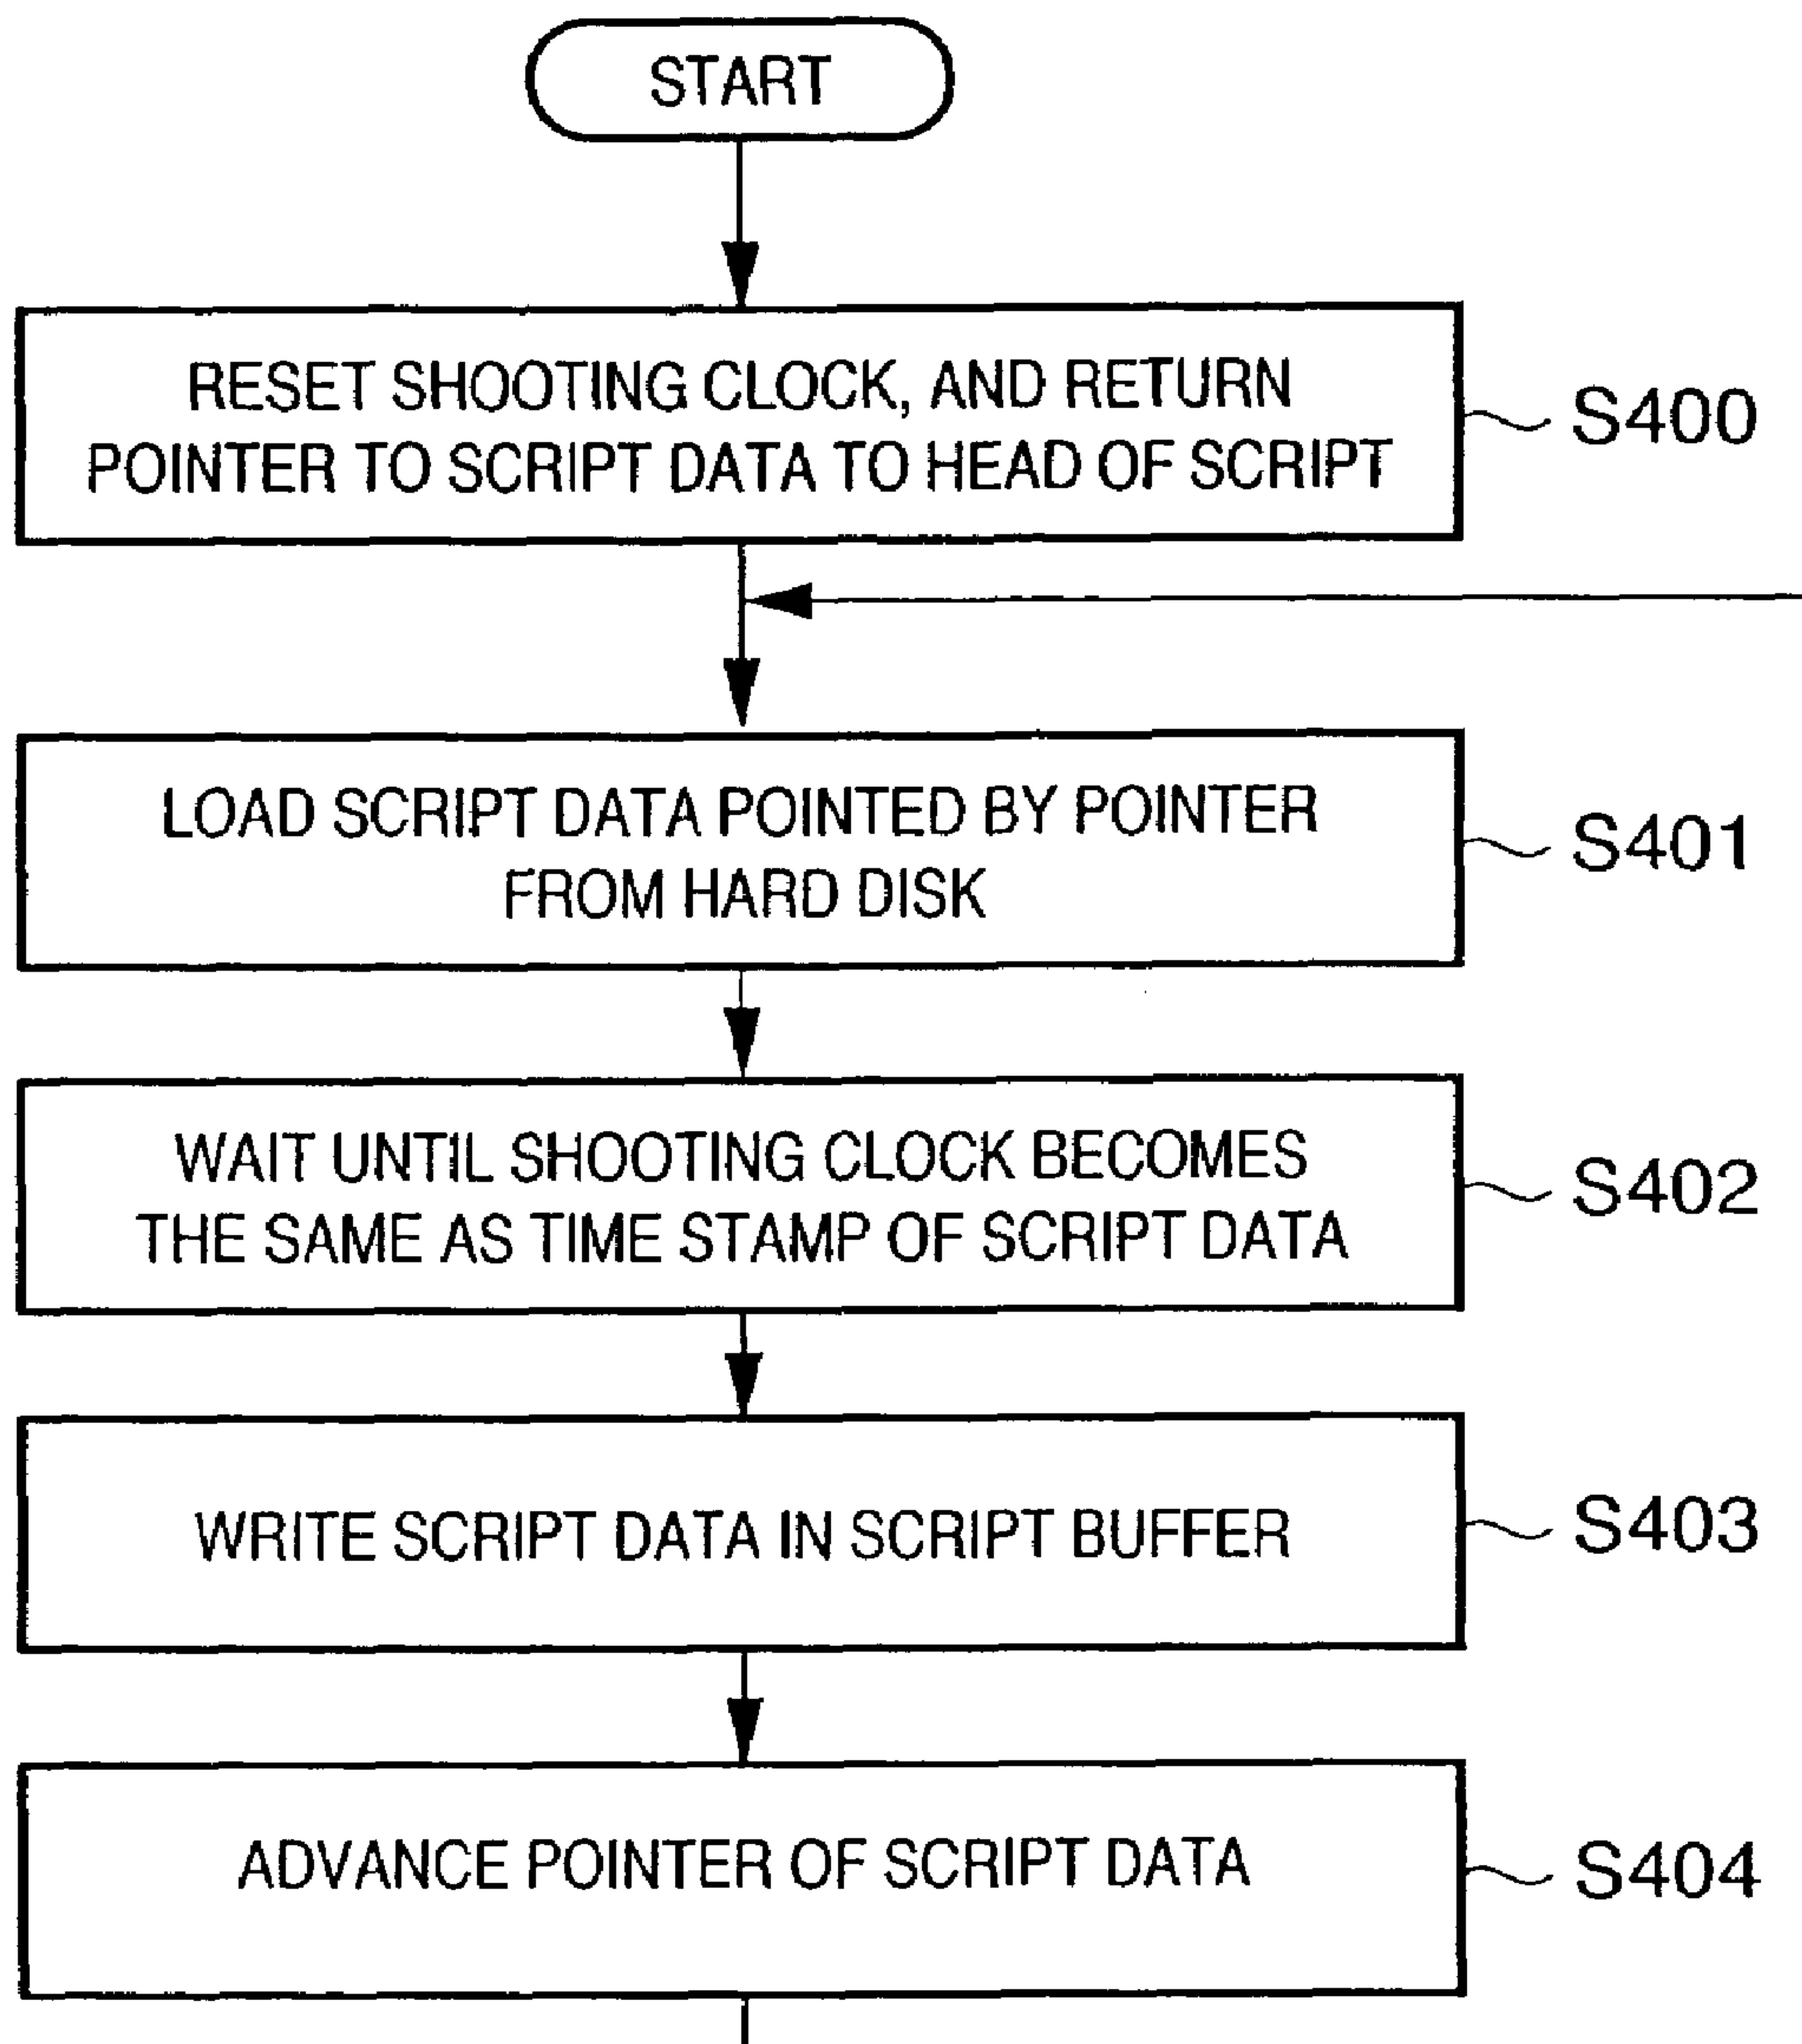 START
RESET SHOOTING CLOCK, AND RETURN
POINTER TO SCRIPT DATA TO HEAD OF SCRIPT
S400
LOAD SCRIPT DATA POINTED BY POINTER
FROM HARD DISK
S401
WAIT UNTIL SHOOTING CLOCK BECOMES
THE SAME AS TIME STAMP OF SCRIPT DATA
S402
WRITE SCRIPT DATA IN SCRIPT BUFFER
S403
ADVANCE POINTER OF SCRIPT DATA
S404